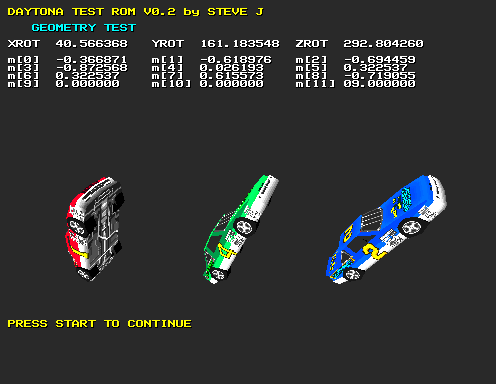 DAYTONA TEST ROM V0.2 by STEVE J
GEOMETRY TEST
XROT 40.566368 YROT 161.183548 ZROT 292.804260
m[0] -0.366871 m[1] -0.618976 m[2] -0.694459
m[3] -0.872568 m[4] 0.026193 m[5] 0.322537
m[6] 0.322537 m[7] 0.615573 m[8] -0.719055
m[9] 0.000000 m[10] 0.000000 m[11] 09.000000
2
PRESS START TO CONTINUE